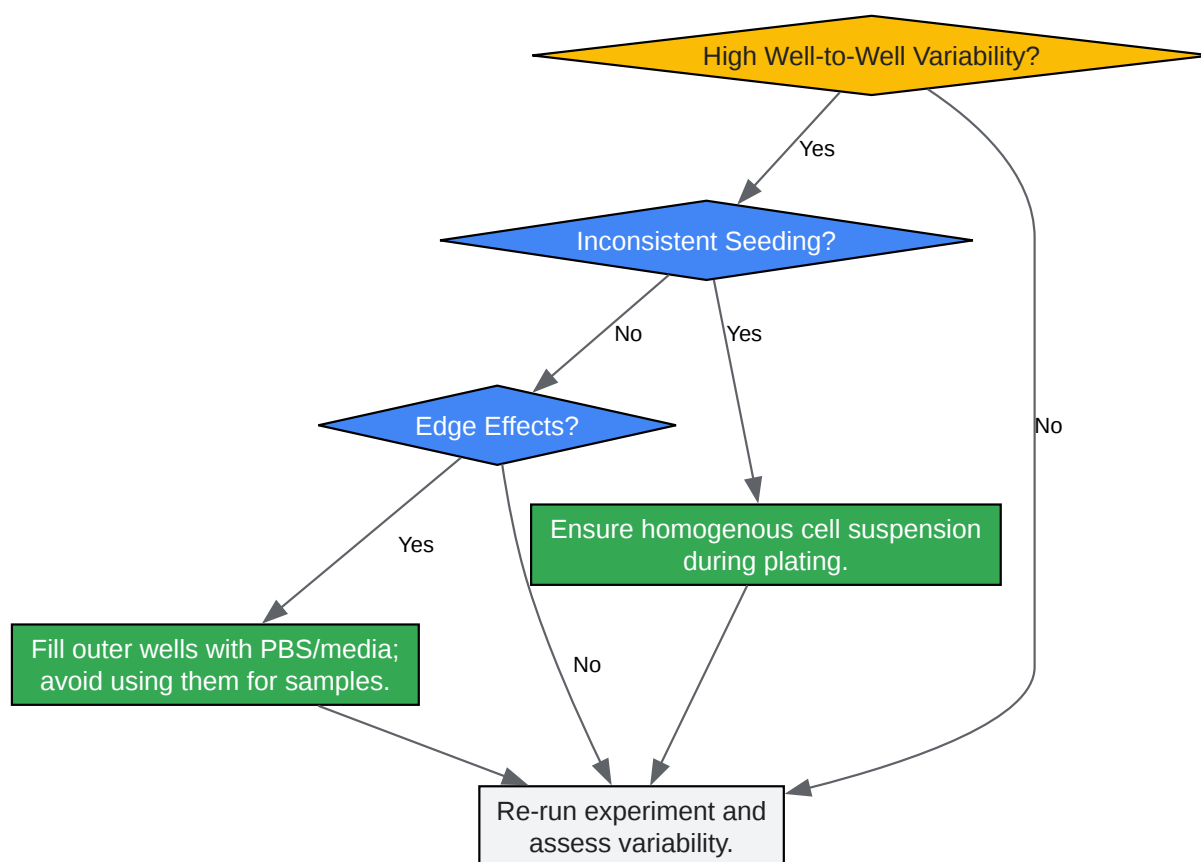 High Well-to-Well Variability?
Yes
Inconsistent Seeding?
No
Yes
Edge Effects?
No
Ensure homogenous cell suspension
during plating.
Yes
Fill outer wells with PBS/media;
avoid using them for samples.
No
Re-run experiment and
assess variability.